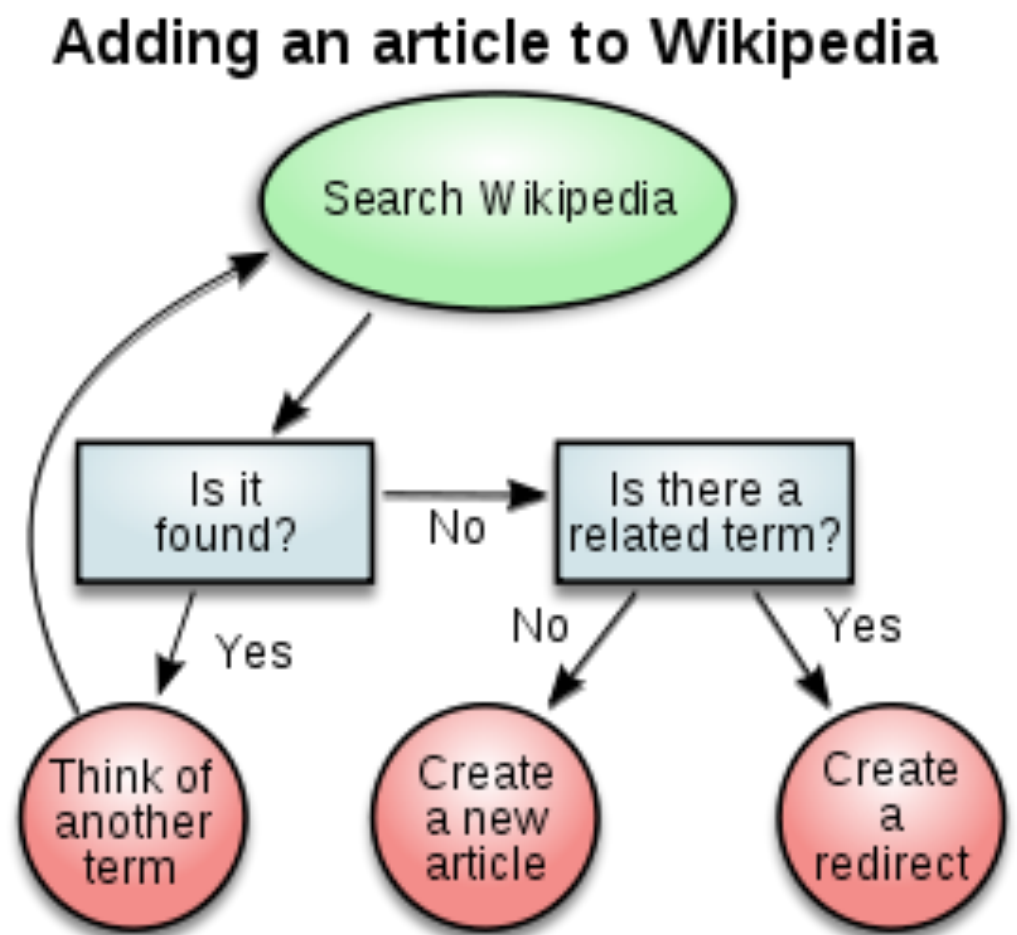 Adding an article to Wikipedia
Search Wikipedia
Is it
found?
No
Is there a
related term?
Yes
No
Yes
Think of
another
term
Create
a new
article
Create
a
redirect